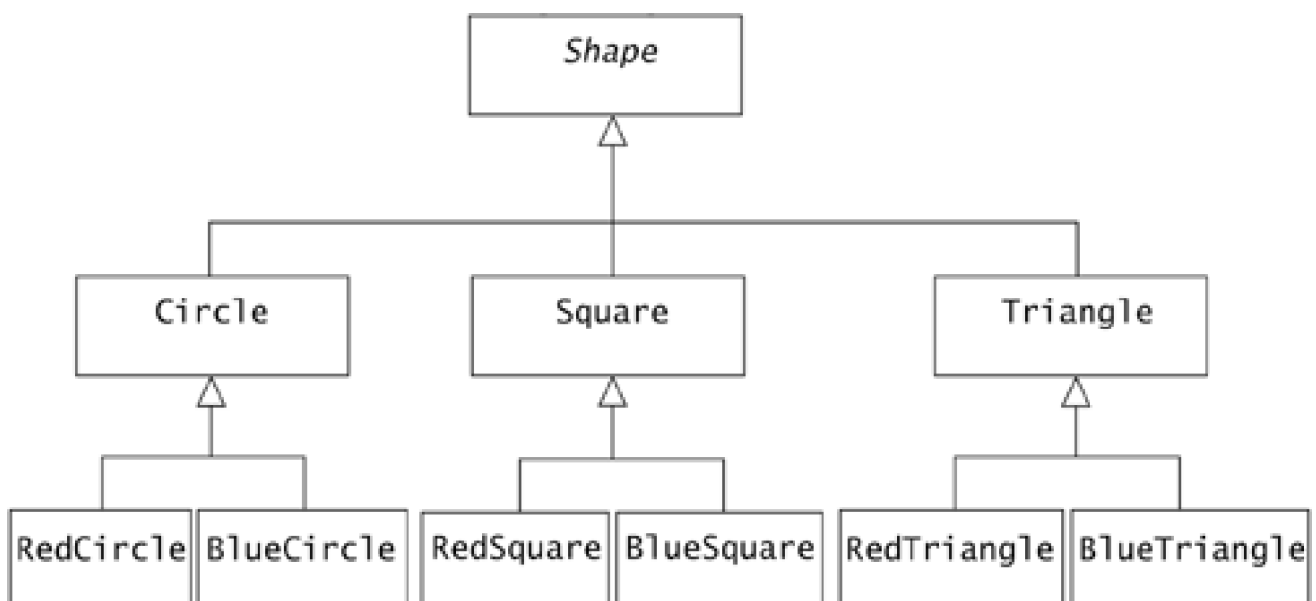 Shape
Circle
Square
Triangle
RedCircle
BlueCircle
RedSquare
BlueSquare
RedTriangle
BlueTriangle